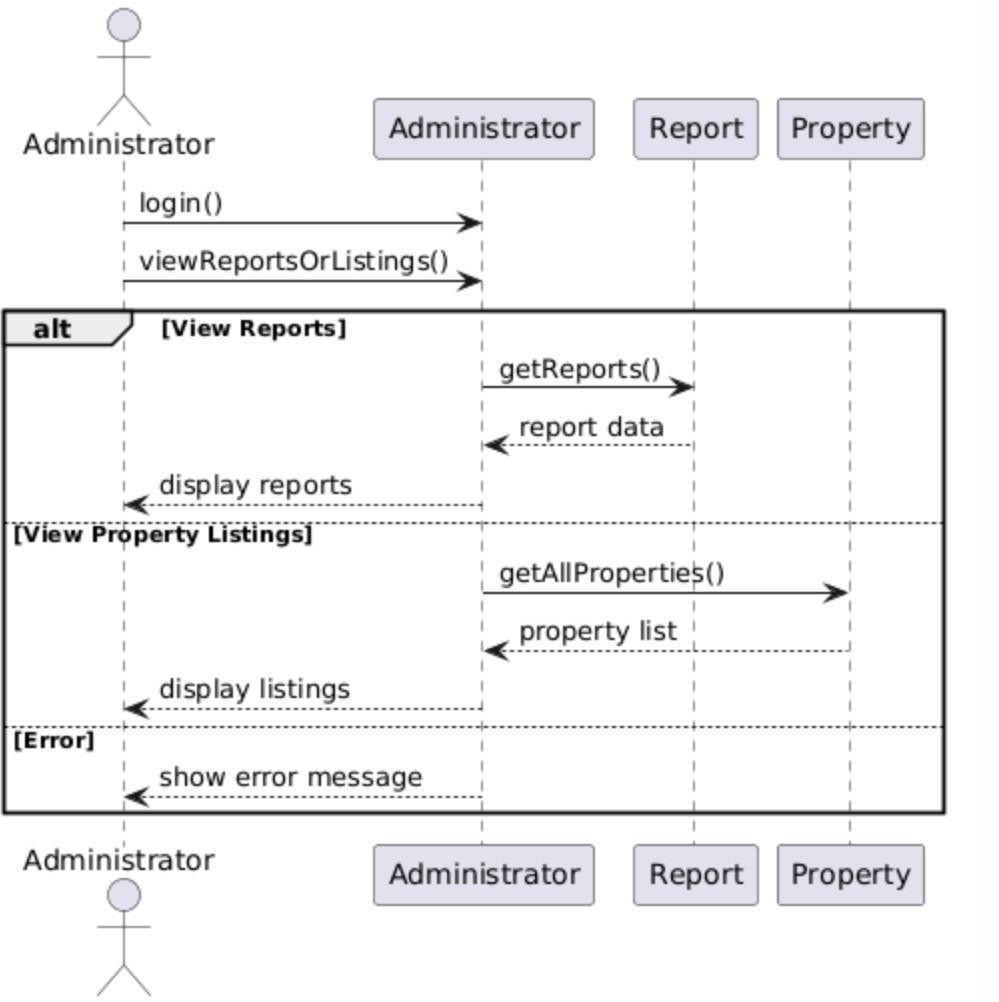 Administrator
Administrator
Report
Property
login()
viewReportsOrListings()
alt
[View Reports]
getReports()
report data
display reports
[View Property Listings]
getAllProperties()
property list
display listings
[Error]
show error message
Administrator
Administrator
Report
Property